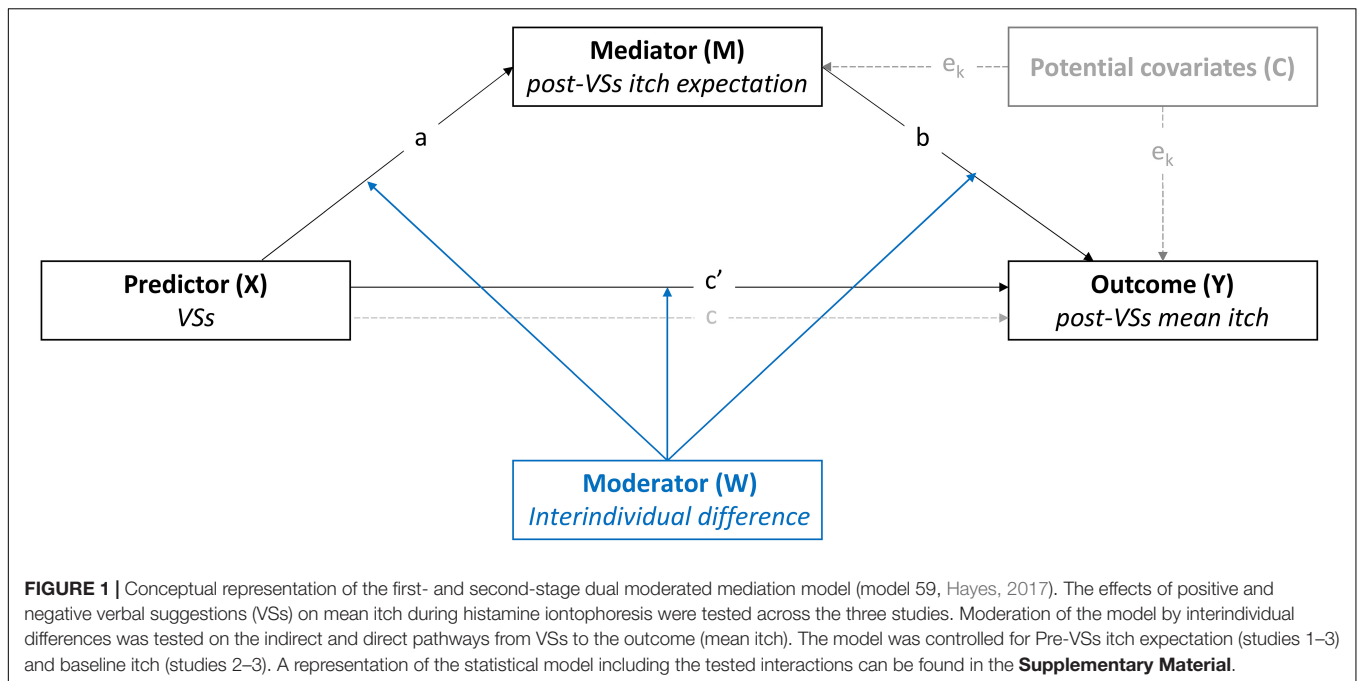 Mediator (M)
post-VSs itch expectation
e_k
Potential covariates (C)
a
b
e_k
Predictor (X)
VSs
c’
c
Outcome (Y)
post-VSs mean itch
Moderator (W)
Interindividual difference
FIGURE 1 | Conceptual representation of the first- and second-stage dual moderated mediation model (model 59, Hayes, 2017). The effects of positive and
negative verbal suggestions (VSs) on mean itch during histamine iontophoresis were tested across the three studies. Moderation of the model by interindividual
differences was tested on the indirect and direct pathways from VSs to the outcome (mean itch). The model was controlled for Pre-VSs itch expectation (studies 1–3)
and baseline itch (studies 2–3). A representation of the statistical model including the tested interactions can be found in the Supplementary Material.